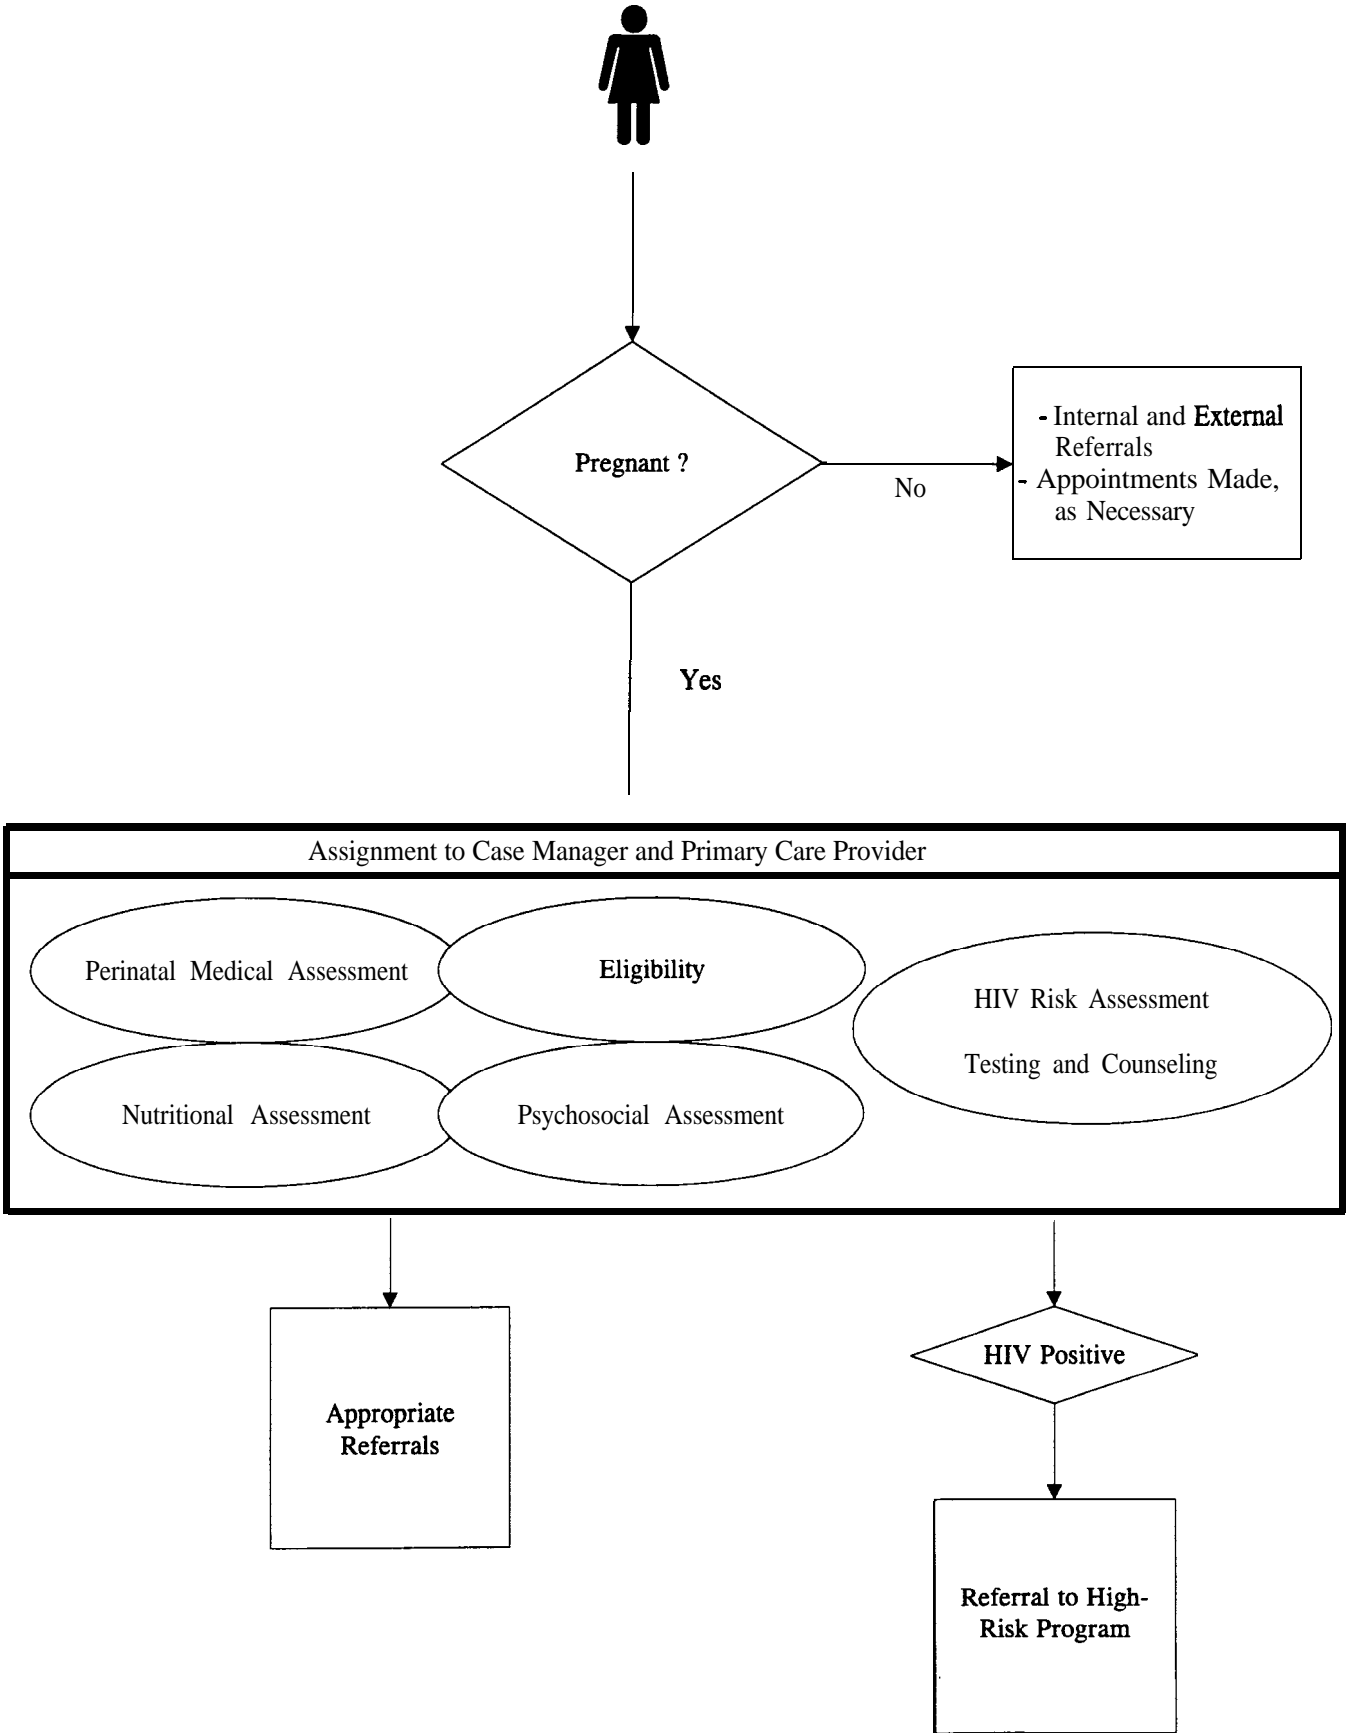 Pregnant ?
No
- Internal and External
Referrals
- Appointments Made,
as Necessary
Yes
Assignment to Case Manager and Primary Care Provider
Perinatal Medical Assessment
Eligibility
HIV Risk Assessment
Testing and Counseling
Nutritional Assessment
Psychosocial Assessment
Appropriate
Referrals
HIV Positive
Referral to High-
Risk Program